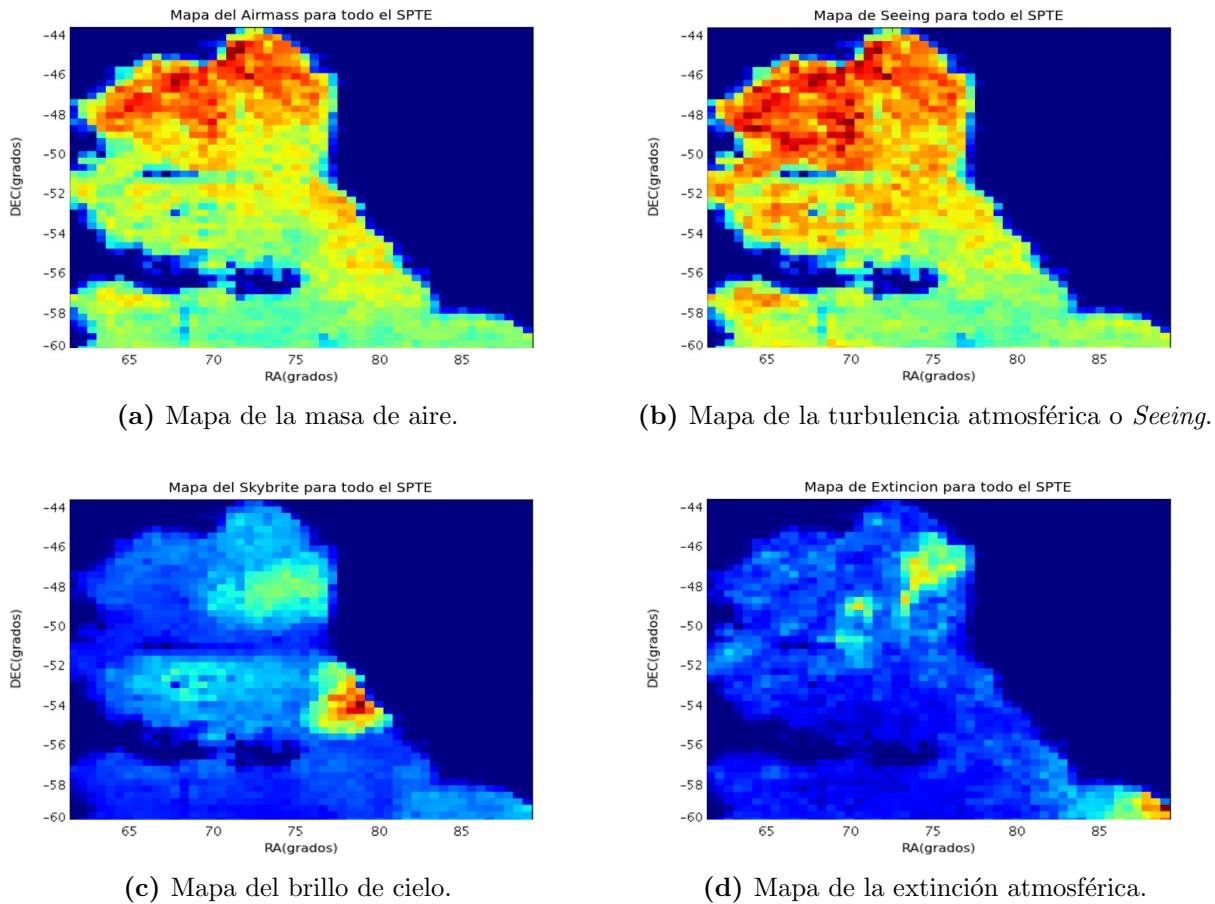 Mapa del Airmass para todo el SPTE
−44
−46
−48
−50
−52
−54
−56
−58
−60
DEC(grados)
65 70 75 80 85
RA(grados)
(a) Mapa de la masa de aire.
Mapa de Seeing para todo el SPTE
−44
−46
−48
−50
−52
−54
−56
−58
−60
DEC(grados)
65 70 75 80 85
RA(grados)
(b) Mapa de la turbulencia atmosférica o Seeing.
Mapa del Skybrite para todo el SPTE
−44
−46
−48
−50
−52
−54
−56
−58
−60
DEC(grados)
65 70 75 80 85
RA(grados)
(c) Mapa del brillo de cielo.
Mapa de Extincion para todo el SPTE
−44
−46
−48
−50
−52
−54
−56
−58
−60
DEC(grados)
65 70 75 80 85
RA(grados)
(d) Mapa de la extinción atmosférica.